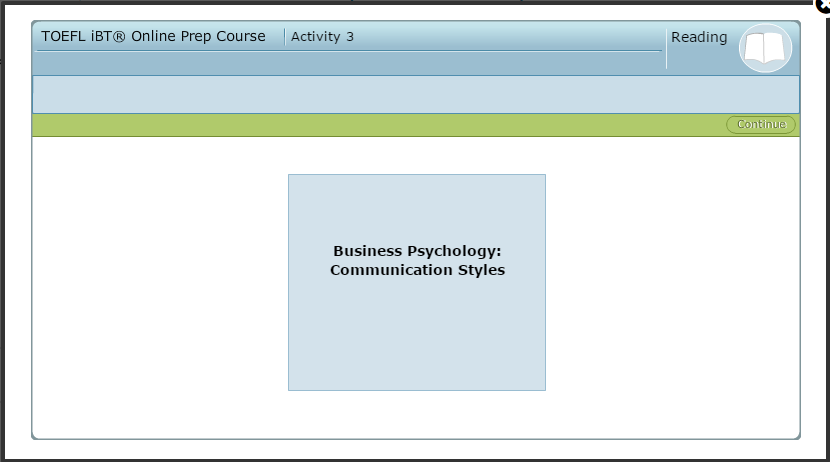 TOEFL iBT® Online Prep Course
Activity 3
Reading
Continue
Business Psychology:
Communication Styles